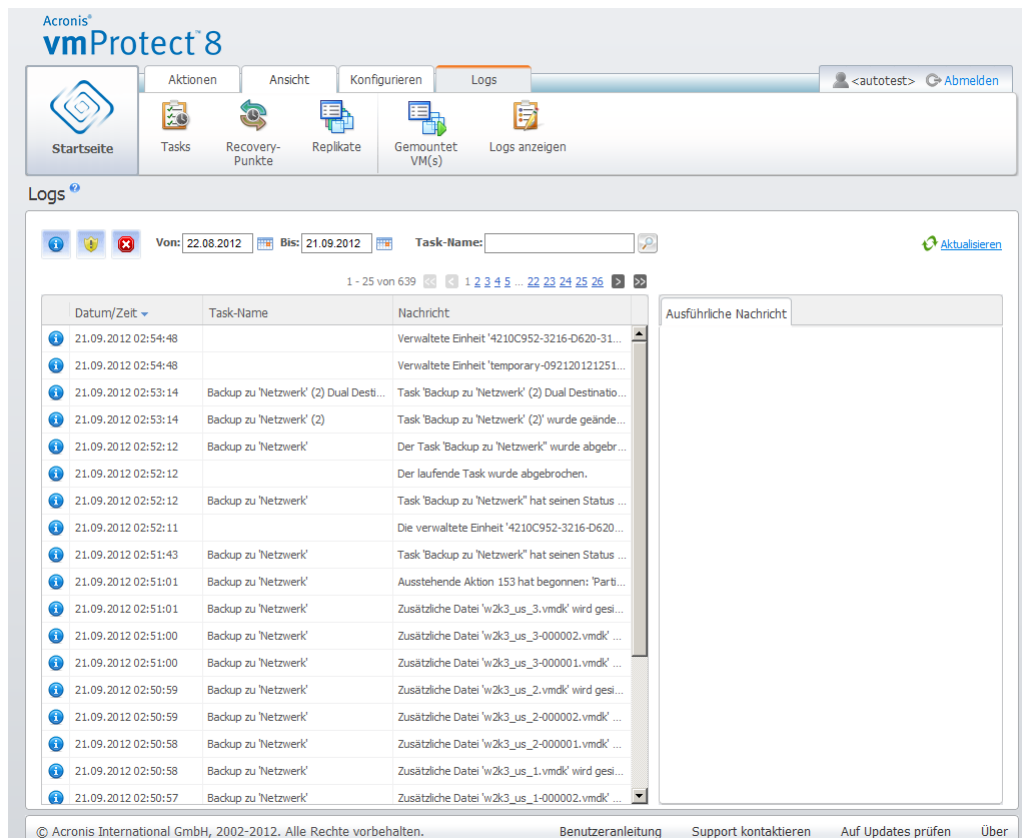 Acronis®
vmProtect™8
Aktionen Ansicht Konfigurieren Logs
<autotest> Abmelden
Startseite
Tasks
Recovery-Punkte
Replikate
Gemountet VM(s)
Logs anzeigen
Logs
Von: 22.08.2012 Bis: 21.09.2012 Task-Name: Aktualisieren
1 - 25 von 639 1 2 3 4 5 ... 22 23 24 25 26
Datum/Zeit Task-Name Nachricht
Ausführliche Nachricht
21.09.2012 02:54:48 Verwaltete Einheit '4210C952-3216-D620-31...
21.09.2012 02:54:48 Verwaltete Einheit 'temporary-092120121251...
21.09.2012 02:53:14 Backup zu 'Netzwerk' (2) Dual Desti... Task 'Backup zu 'Netzwerk' (2) Dual Destinatio...
21.09.2012 02:53:14 Backup zu 'Netzwerk' (2) Task 'Backup zu 'Netzwerk' (2)' wurde geände...
21.09.2012 02:52:12 Backup zu 'Netzwerk' Der Task 'Backup zu 'Netzwerk'' wurde abgebr...
21.09.2012 02:52:12 Der laufende Task wurde abgebrochen.
21.09.2012 02:52:12 Backup zu 'Netzwerk' Task 'Backup zu 'Netzwerk'' hat seinen Status ...
21.09.2012 02:52:11 Die verwaltete Einheit '4210C952-3216-D620...
21.09.2012 02:51:43 Backup zu 'Netzwerk' Task 'Backup zu 'Netzwerk'' hat seinen Status ...
21.09.2012 02:51:01 Backup zu 'Netzwerk' Ausstehende Aktion 153 hat begonnen: 'Parti...
21.09.2012 02:51:01 Backup zu 'Netzwerk' Zusätzliche Datei 'w2k3_us_3.vmdk' wird gesi...
21.09.2012 02:51:00 Backup zu 'Netzwerk' Zusätzliche Datei 'w2k3_us_3-000002.vmdk' ...
21.09.2012 02:51:00 Backup zu 'Netzwerk' Zusätzliche Datei 'w2k3_us_3-000001.vmdk' ...
21.09.2012 02:50:59 Backup zu 'Netzwerk' Zusätzliche Datei 'w2k3_us_2.vmdk' wird gesi...
21.09.2012 02:50:59 Backup zu 'Netzwerk' Zusätzliche Datei 'w2k3_us_2-000002.vmdk' ...
21.09.2012 02:50:58 Backup zu 'Netzwerk' Zusätzliche Datei 'w2k3_us_2-000001.vmdk' ...
21.09.2012 02:50:58 Backup zu 'Netzwerk' Zusätzliche Datei 'w2k3_us_1.vmdk' wird gesi...
21.09.2012 02:50:57 Backup zu 'Netzwerk' Zusätzliche Datei 'w2k3_us_1-000002.vmdk' ...
© Acronis International GmbH, 2002-2012. Alle Rechte vorbehalten. Benutzeranleitung Support kontaktieren Auf Updates prüfen Über